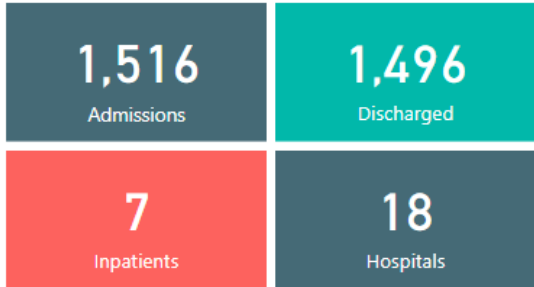 1,516
Admissions
1,496
Discharged
7
Inpatients
18
Hospitals